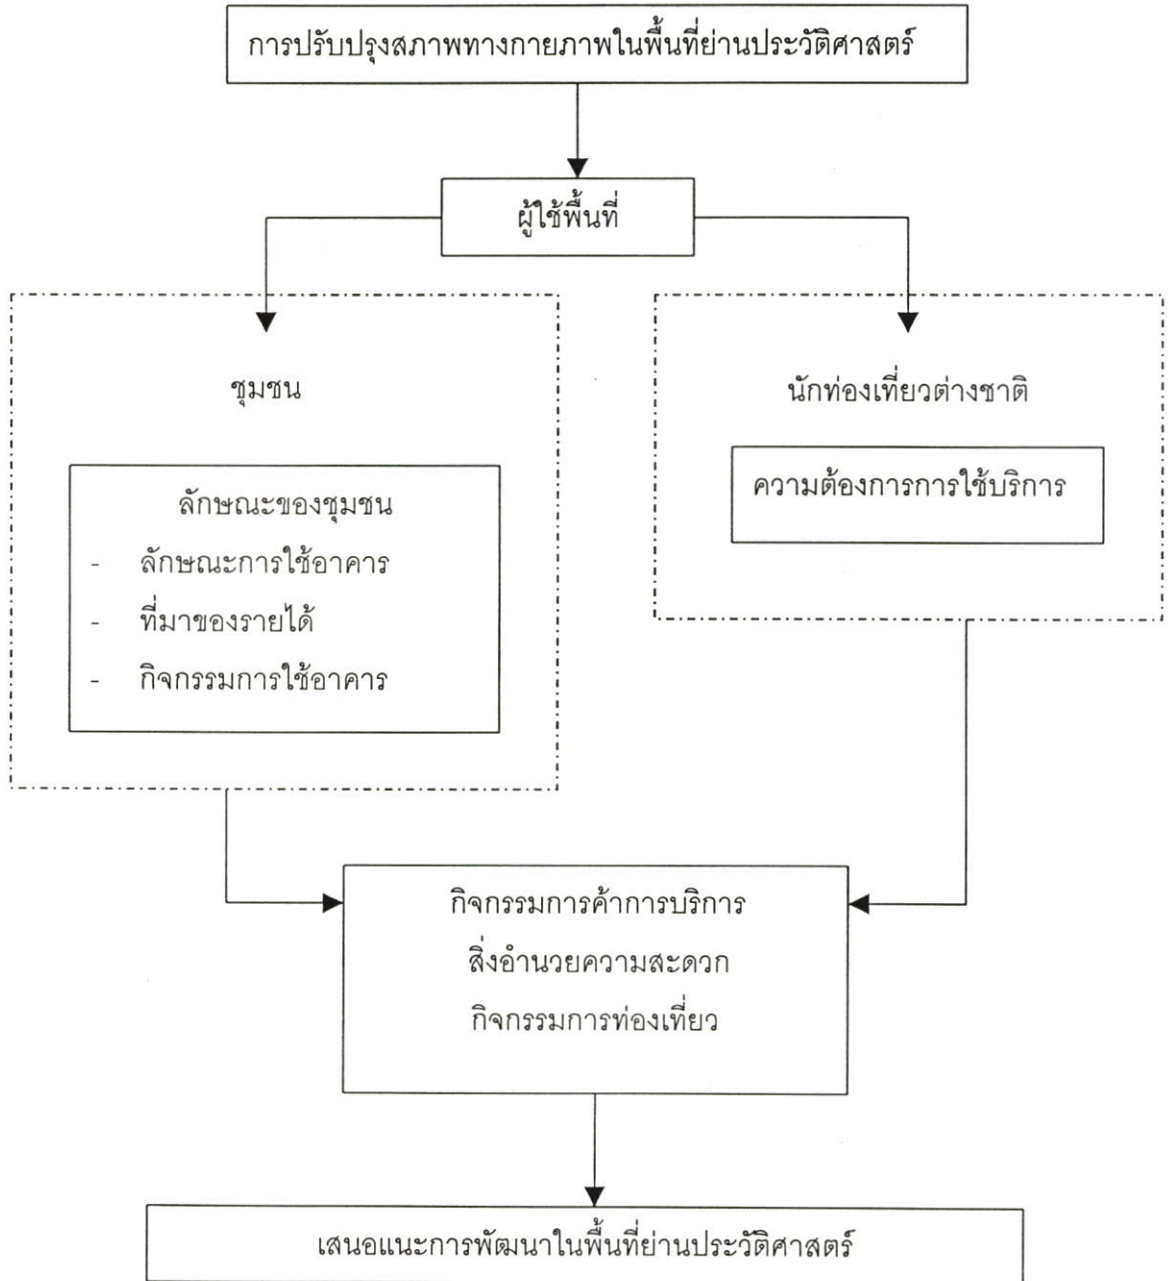 การปรับปรุงสภาพทางกายภาพในพื้นที่ย่านประวัติศาสตร์
ผู้ใช้พื้นที่
ชุมชน
ลักษณะของชุมชน
- ลักษณะการใช้อาคาร
- ที่มาของรายได้
- กิจกรรมการใช้อาคาร
นักท่องเที่ยวต่างชาติ
ความต้องการการใช้บริการ
กิจกรรมการค้าการบริการ
สิ่งอำนวยความสะดวก
กิจกรรมการท่องเที่ยว
เสนอแนะการพัฒนาในพื้นที่ย่านประวัติศาสตร์